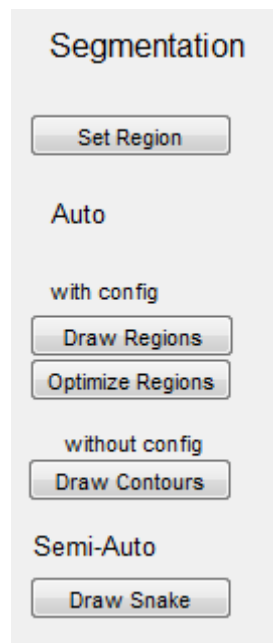 Segmentation
Set Region
Auto
with config
Draw Regions
Optimize Regions
without config
Draw Contours
Semi-Auto
Draw Snake